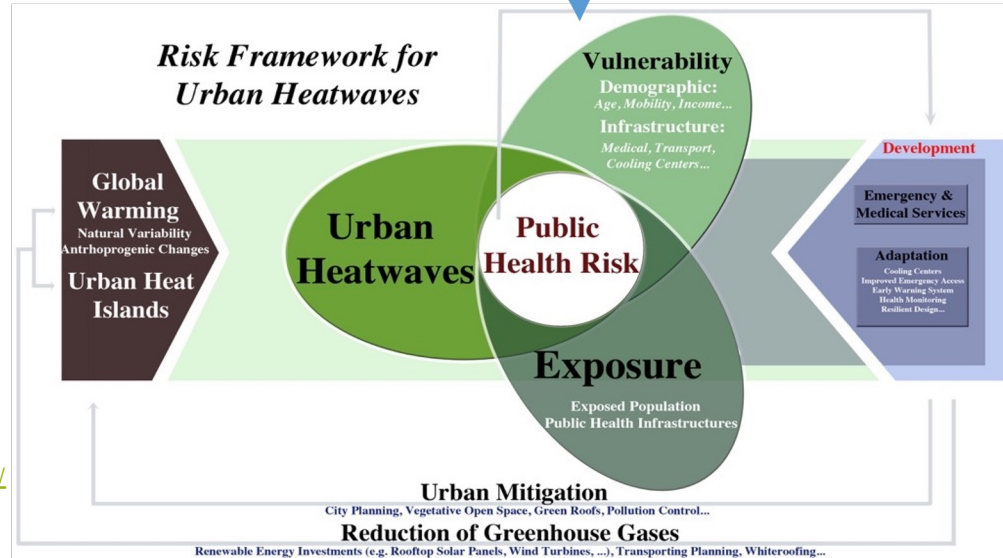 Risk Framework for
Urban Heatwaves
Vulnerability
Demographic:
Age, Mobility, Income...
Infrastructure:
Medical, Transport,
Cooling Centers...
Global
Warming
Natural Variability
Antrhoprogenic Changes
Urban Heat
Islands
Urban
Heatwaves
Public
Health Risk
Exposure
Exposed Population
Public Health Infrastructures
Development
Emergency &
Medical Services
Adaptation
Cooling Centers
Improved Emergency Access
Early Warning System
Health Monitoring
Resilient Design...
/
Urban Mitigation
City Planning, Vegetative Open Space, Green Roofs, Pollution Control...
Reduction of Greenhouse Gases
Renewable Energy Investments (e.g. Rooftop Solar Panels, Wind Turbines, ...), Transporting Planning, Whiteroofing...